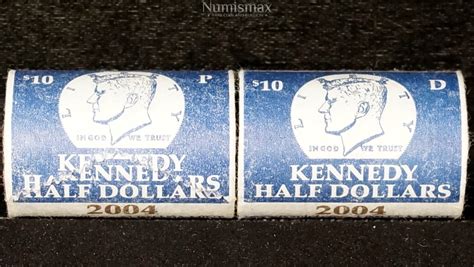 Numismax
$10 P
LIBERTY
IN GOD WE TRUST
KENNEDY
KENNEDY
HALF DOLLARS
2004
$10 D
LIBERTY
IN GOD WE TRUST
KENNEDY
HALF DOLLARS
2004